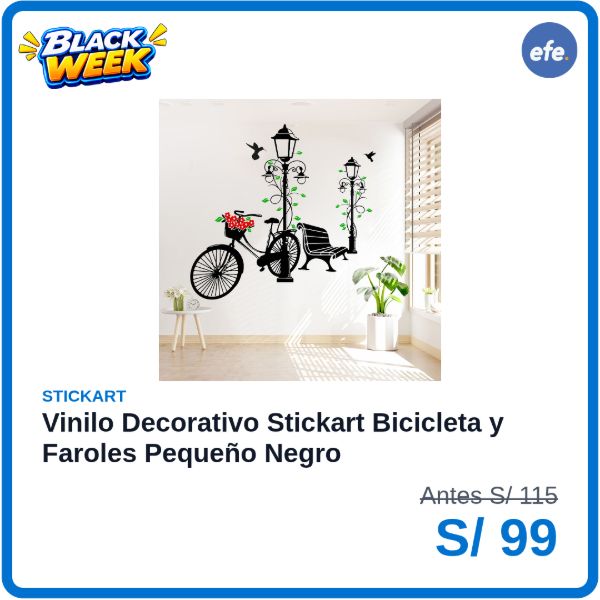 BLACK
WEEK
efe.
STICKART
Vinilo Decorativo Stickart Bicicleta y
Faroles Pequeño Negro
Antes S/ 115
S/ 99